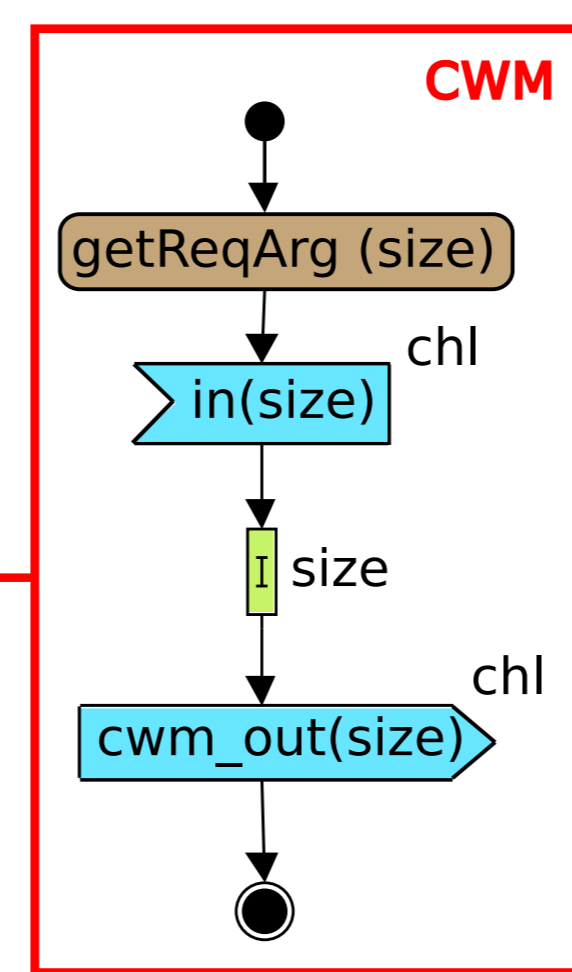 CWM
getReqArg (size)
chl
in(size)
I size
chl
cwm_out(size)